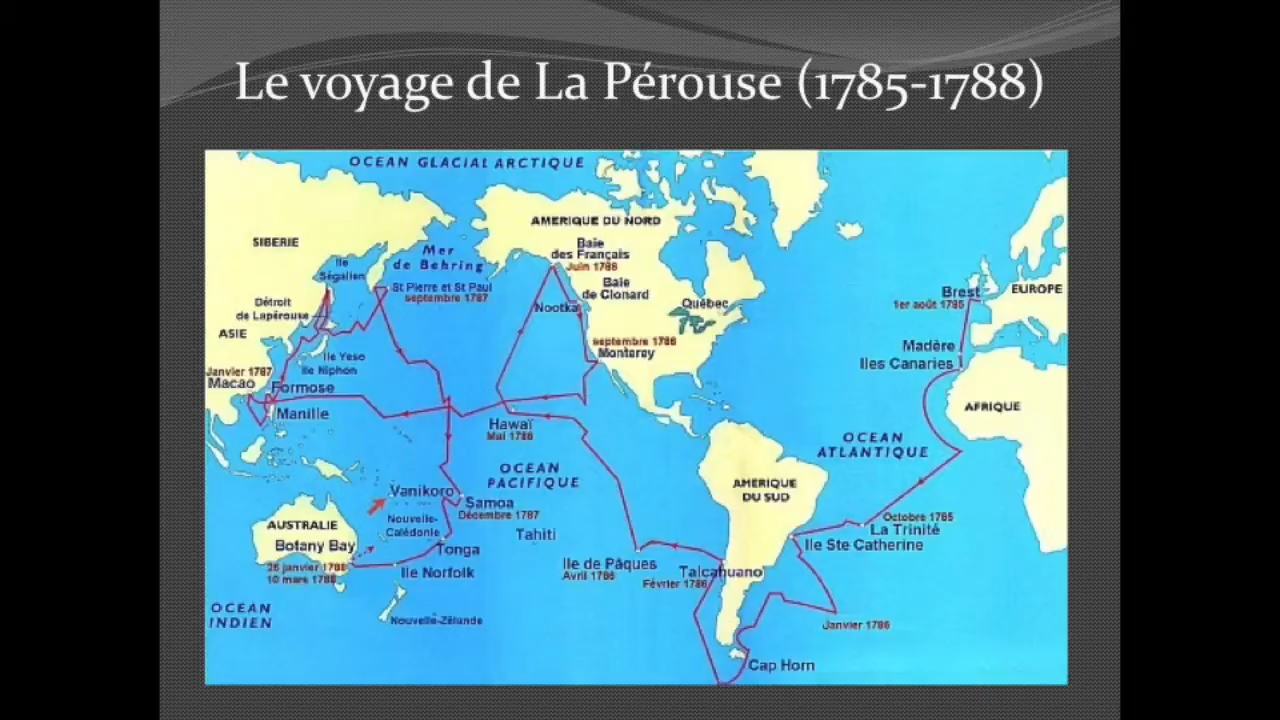 Le voyage de La Pérouse (1785-1788)
OCEAN GLACIAL ARCTIQUE
AMERIQUE DU NORD
SIBERIE
Mer
de Behring
Baie
des Français
Juin 1786
Ile
Ségalien
St Pierre et St Paul
septembre 1787
Baie
de Clonard
Brest
1er août 1785
EUROPE
Détroit
de Lapérouse
Nootka
Québec
ASIE
septembre 1786
Monterey
Madère
Iles Canaries
Ile Yeso
Ile Niphon
Janvier 1787
Macao
Formose
Manille
AFRIQUE
Hawaï
Mai 1786
OCEAN
ATLANTIQUE
OCEAN
PACIFIQUE
AMERIQUE
DU SUD
Vanikoro
Samoa
Décembre 1787
Nouvelle-
Calédonie
AUSTRALIE
Botany Bay
26 janvier 1788
10 mars 1788
Tahiti
Octobre 1785
La Trinité
Ile Ste Catherine
Tonga
Ile Norfolk
Ile de Pâques
Avril 1786
Talcahuano
Février 1786
OCEAN
INDIEN
Nouvelle-Zélande
Janvier 1786
Cap Horn